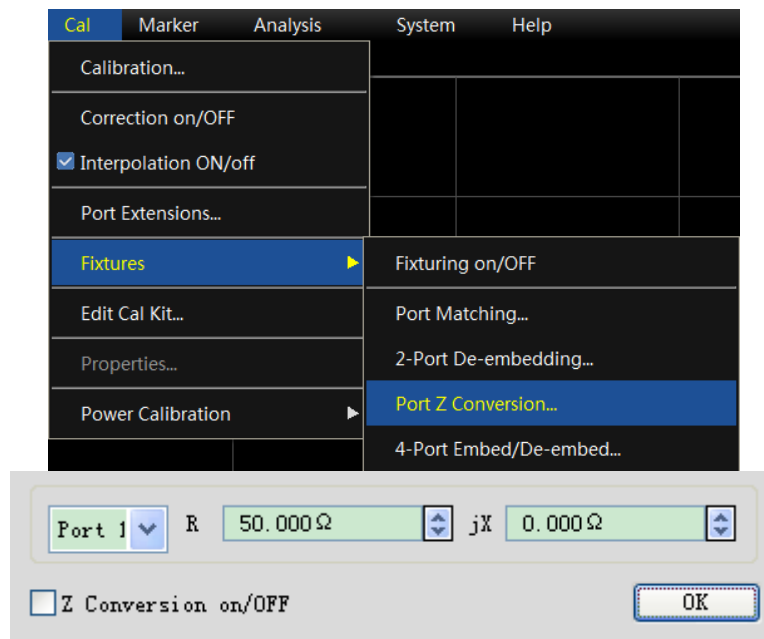 Cal Marker Analysis System Help
Calibration...
Correction on/OFF
Interpolation ON/off
Port Extensions...
Fixtures
Edit Cal Kit...
Properties...
Power Calibration
Fixturing on/OFF
Port Matching...
2-Port De-embedding...
Port Z Conversion...
4-Port Embed/De-embed...
Port 1 R 50.000Ω jX 0.000Ω
Z Conversion on/OFF OK